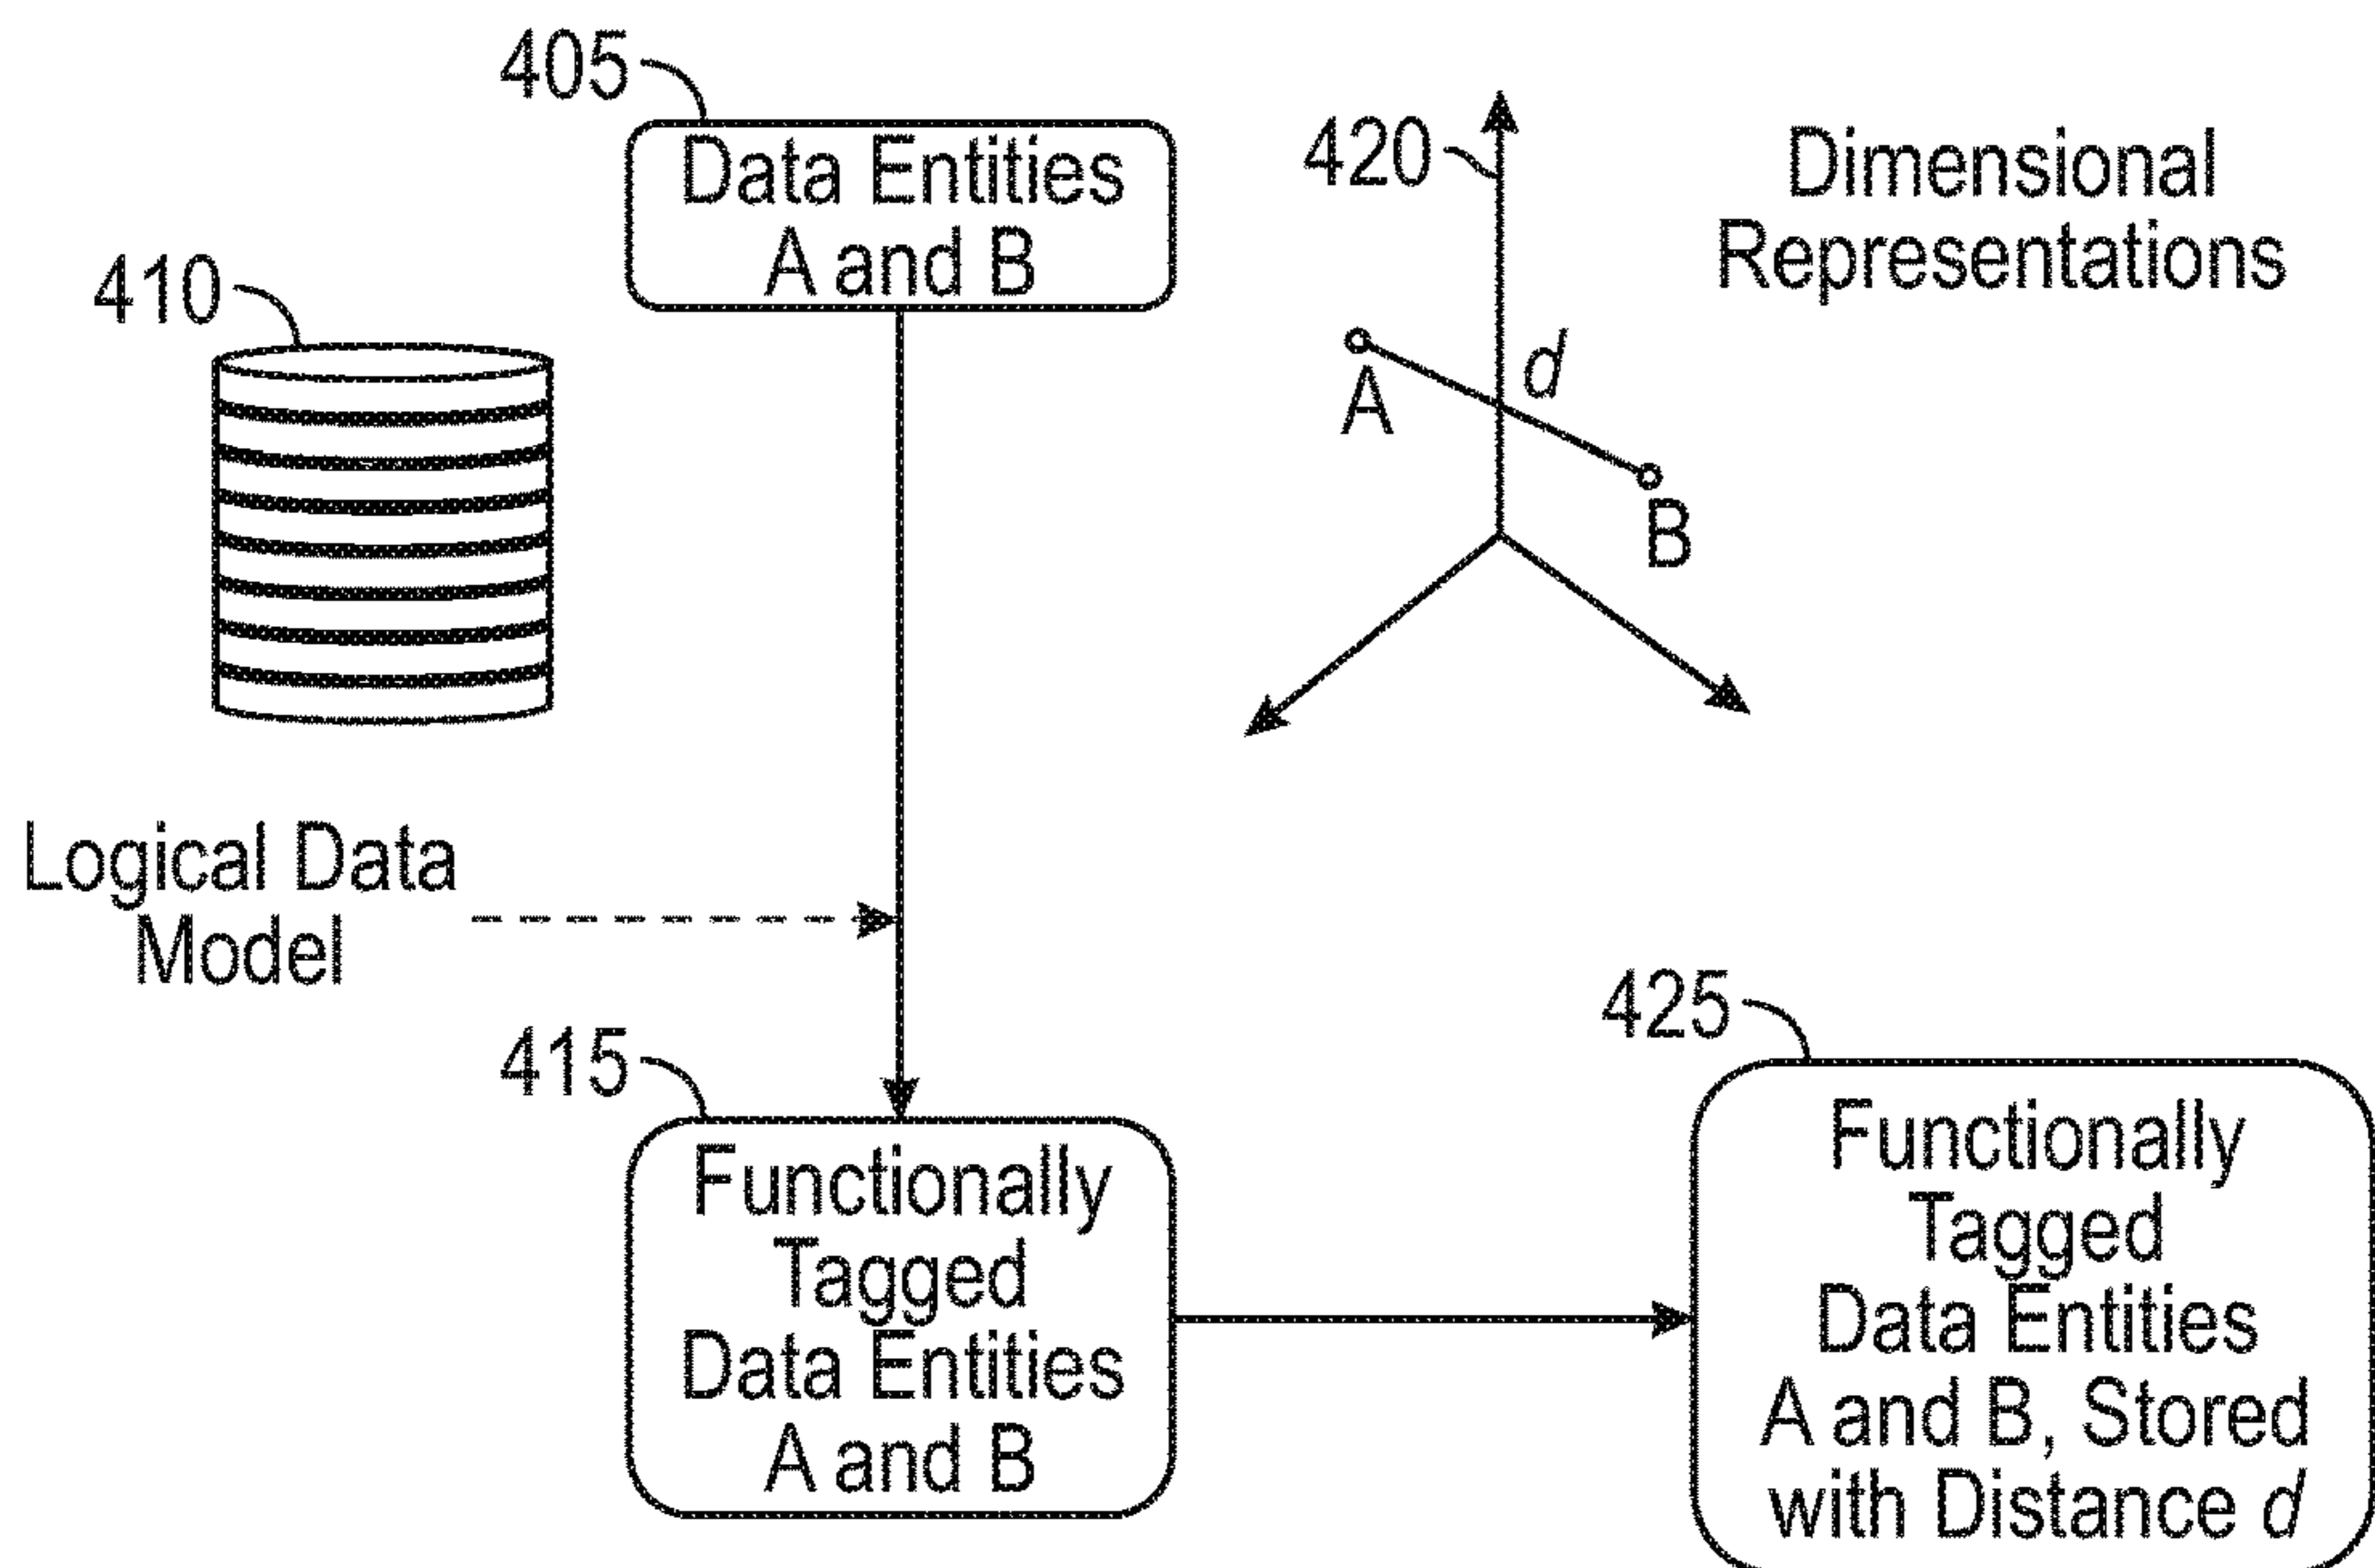 405
Data Entities
A and B
410
420
Dimensional
Representations
d
A
B
Logical Data
Model
415
Functionally
Tagged
Data Entities
A and B
425
Functionally
Tagged
Data Entities
A and B, Stored
with Distance d